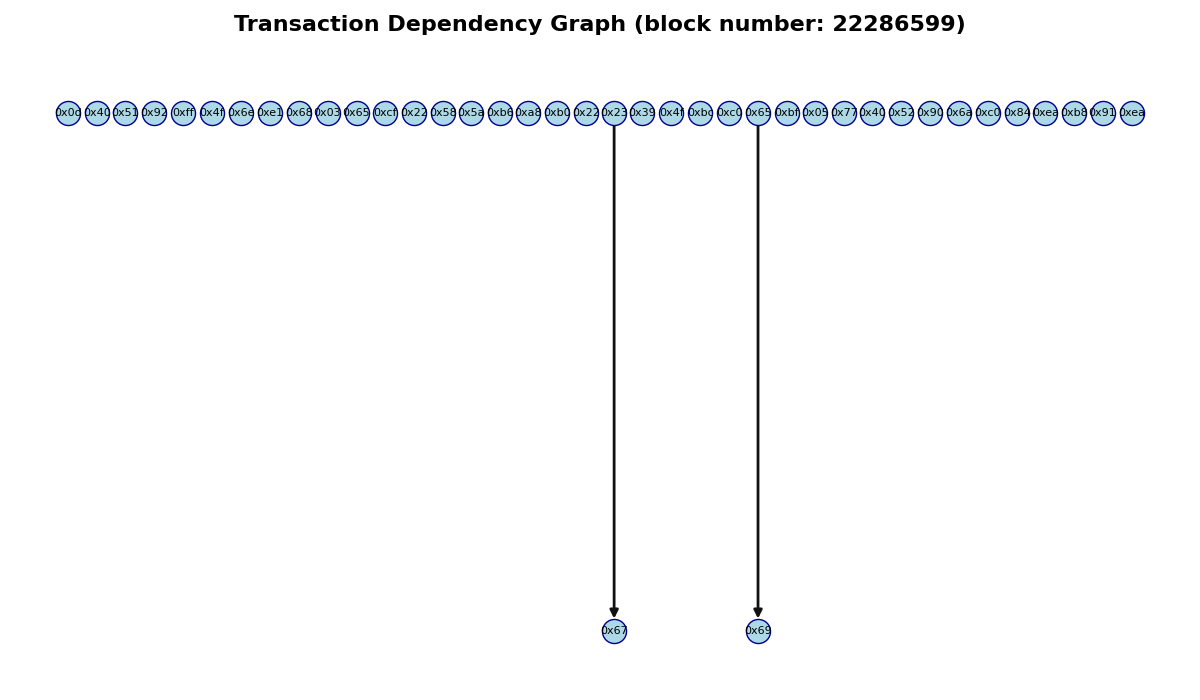 Transaction Dependency Graph (block number: 22286599)
0x0d 0x40 0x51 0x92 0xff 0x4f 0x6e 0xe1 0x68 0x03 0x65 0xcf 0x22 0x58 0x5a 0xb6 0xa8 0xb0 0x22 0x23 0x39 0x4f 0xbc 0xc0 0x65 0xbf 0x05 0x77 0x40 0x52 0x90 0x6a 0xc0 0x84 0xea 0xb8 0x91 0xea
0x67 0x69